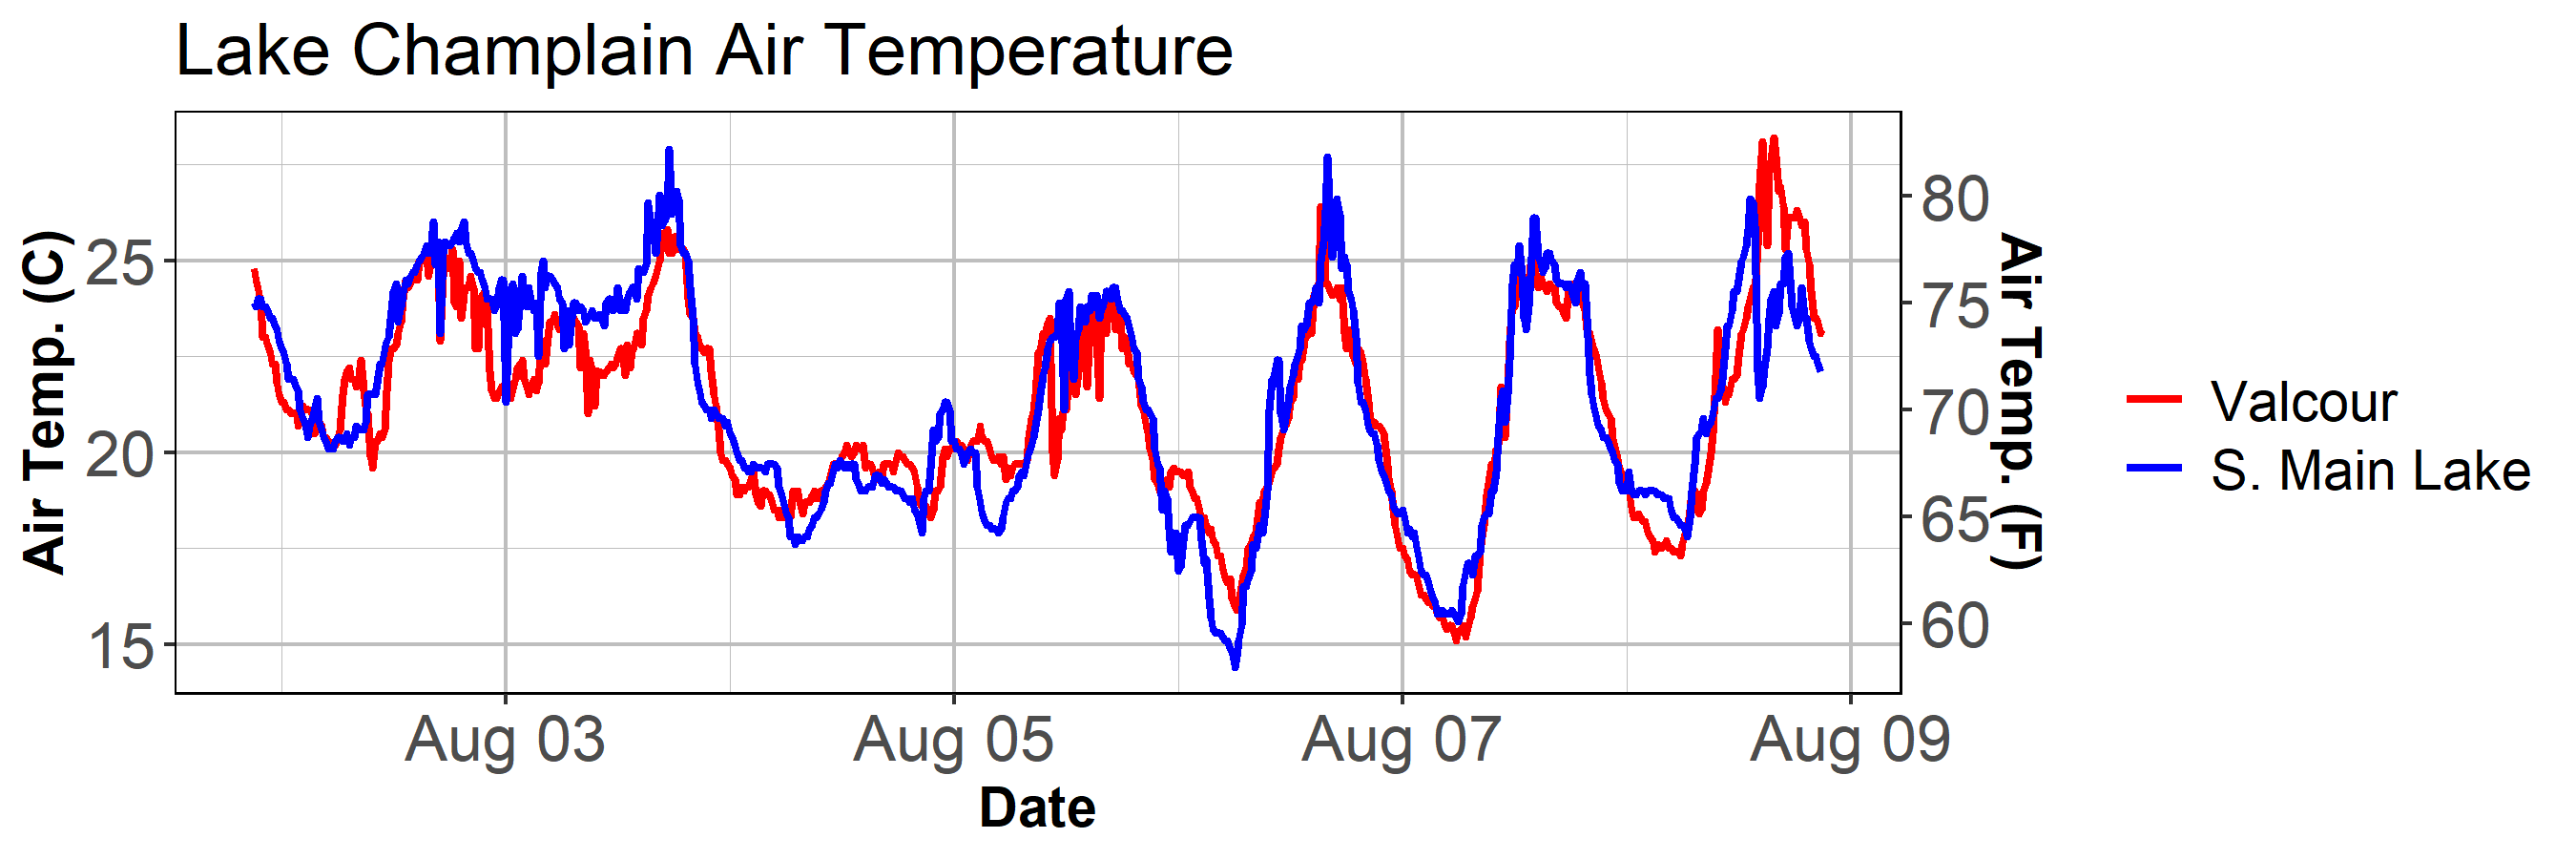 Lake Champlain Air Temperature
Air Temp. (C)
25
20
15
80
75
70
65
60
Air Temp. (F)
Valcour
S. Main Lake
Aug 03
Aug 05
Aug 07
Aug 09
Date